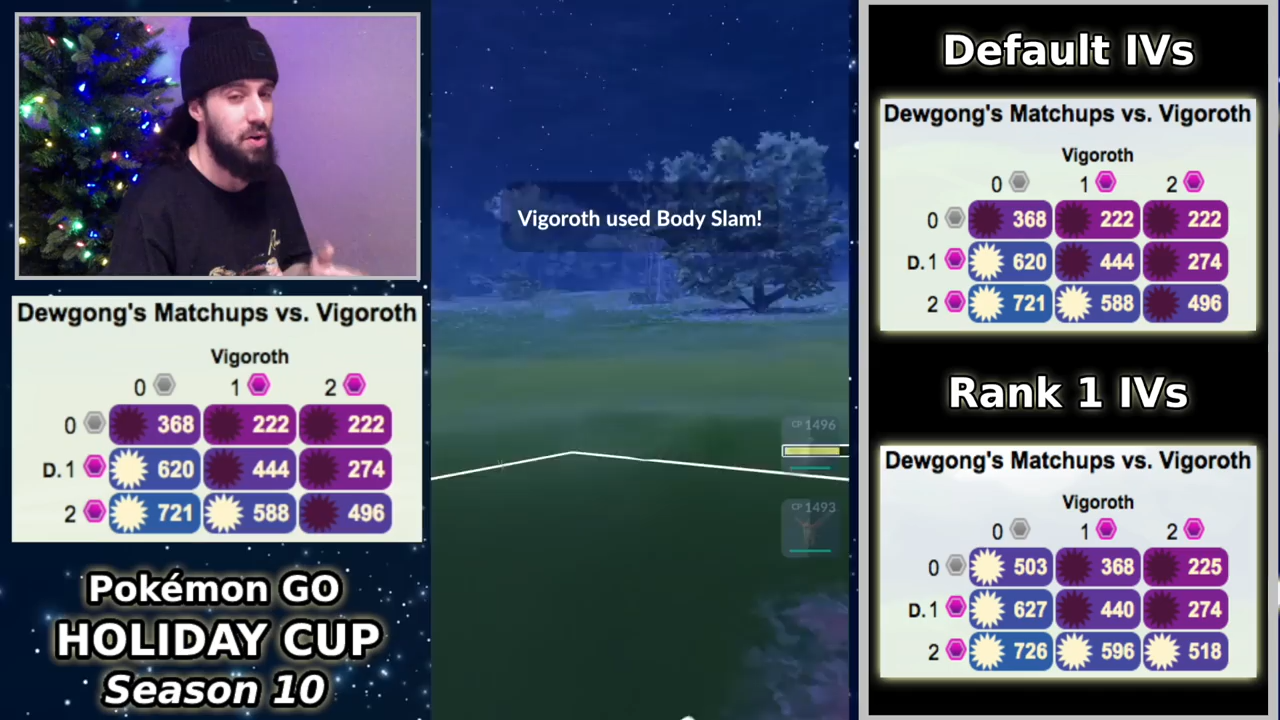 Dewgong's Matchups vs. Vigoroth
Vigoroth
0 1 2
0 368 222 222
D. 1 620 444 274
2 721 588 496
Pokémon GO
HOLIDAY CUP
Season 10
Vigoroth used Body Slam!
CP 1496
CP 1493
Default IVs
Dewgong's Matchups vs. Vigoroth
Vigoroth
0 1 2
0 368 222 222
D. 1 620 444 274
2 721 588 496
Rank 1 IVs
Dewgong's Matchups vs. Vigoroth
Vigoroth
0 1 2
0 503 368 225
D. 1 627 440 274
2 726 596 518